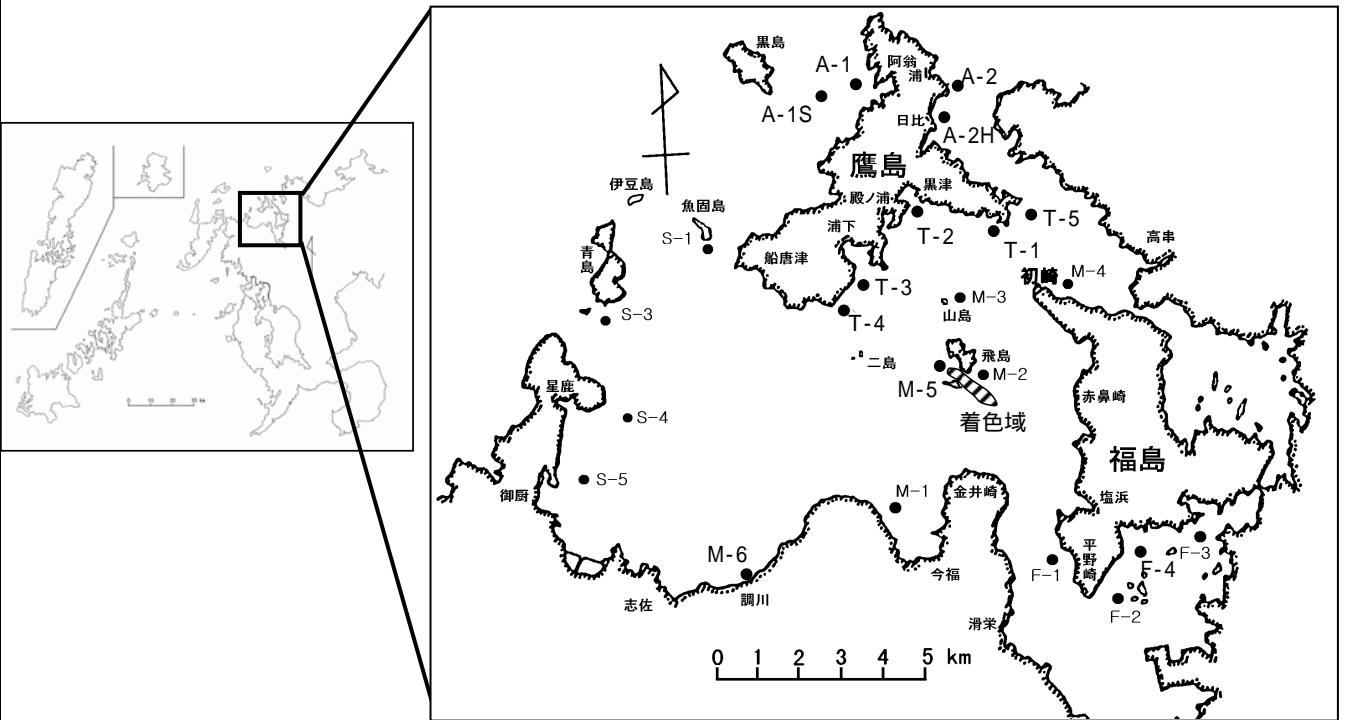 黒島
阿翁
浦
A-1
A-2
A-1S
日比
A-2H
鷹島
伊豆島
黒津
殿ノ浦
魚固島
T-5
浦下
T-2
S-1
T-1
高串
青島
船唐津
初崎
M-4
T-3
M-3
山島
S-3
T-4
二島
飛島
M-2
M-5
星鹿
赤鼻崎
着色域
S-4
福島
S-5
御厨
M-1
金井崎
塩浜
平野崎
F-3
M-6
F-1
F-4
今福
志佐
調川
F-2
滑栄
0 1 2 3 4 5 km